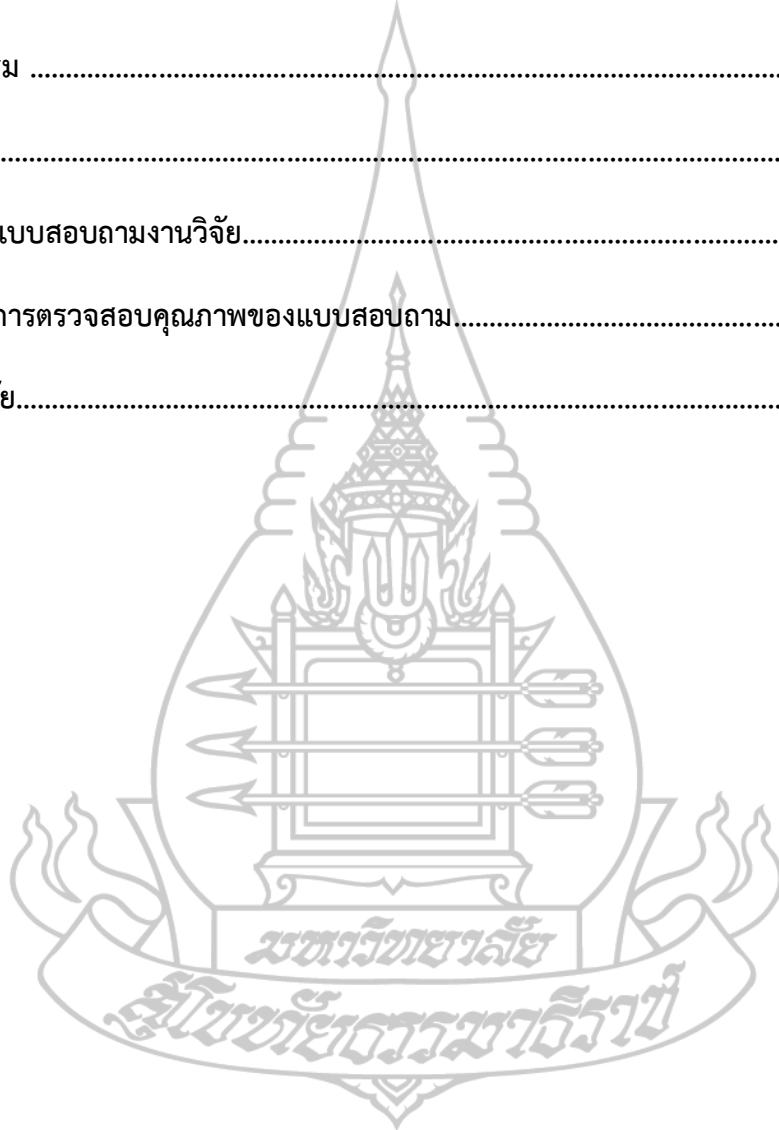 รม ................................................................................
................................................................................
แบบสอบถามงานวิจัย................................................................................
การตรวจสอบคุณภาพของแบบสอบถาม................................................................................
ัย................................................................................
มหาวิทยาลัย
สุโขทัยธรรมาธิราช